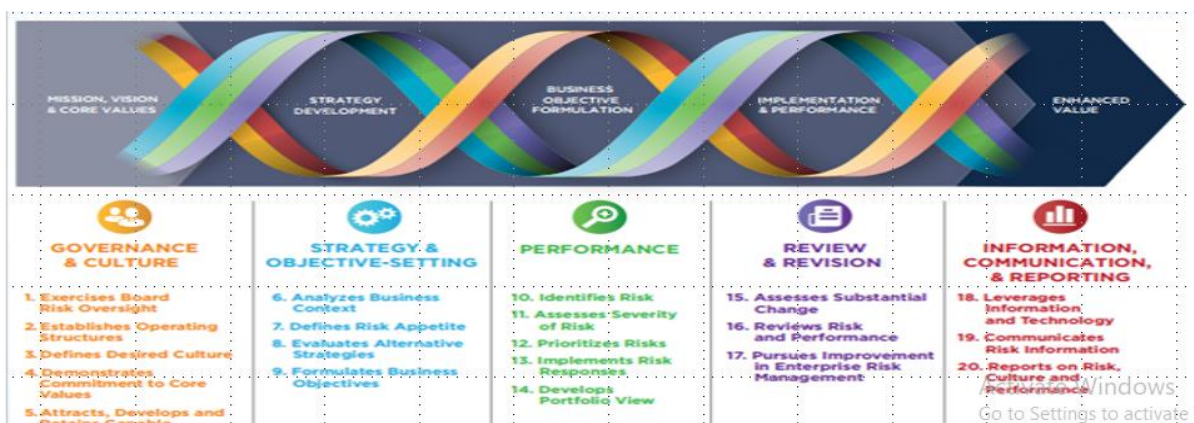 MISSION, VISION
& CORE VALUES
STRATEGY
DEVELOPMENT
BUSINESS
OBJECTIVE
FORMULATION
IMPLEMENTATION
& PERFORMANCE
ENHANCED
VALUE
GOVERNANCE
& CULTURE
1. Exercises Board
Risk Oversight
2. Establishes Operating
Structures
3. Defines Desired Culture
4. Demonstrates
Commitment to Core
Values
5. Attracts, Develops and
Retains Capable
STRATEGY &
OBJECTIVE-SETTING
6. Analyzes Business
Context
7. Defines Risk Appetite
8. Evaluates Alternative
Strategies
9. Formulates Business
Objectives
PERFORMANCE
10. Identifies Risk
11. Assesses Severity
of Risk
12. Prioritizes Risks
13. Implements Risk
Responses
14. Develops
Portfolio View
REVIEW
& REVISION
15. Assesses Substantial
Change
16. Reviews Risk
and Performance
17. Pursues Improvement
in Enterprise Risk
Management
INFORMATION,
COMMUNICATION,
& REPORTING
18. Leverages
Information
and Technology
19. Communicates
Risk Information
20. Reports on Risk,
Culture and
Performance
Activate Windows
Go to Settings to activate